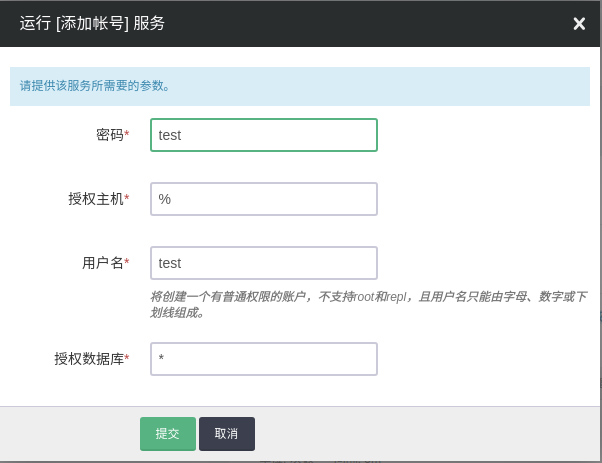 运行 [添加帐号] 服务
请提供该服务所需要的参数。
密码* test
授权主机* %
用户名* test
将创建一个有普通权限的账户，不支持root和repl，且用户名只能由字母、数字或下
划线组成。
授权数据库* *
提交 取消